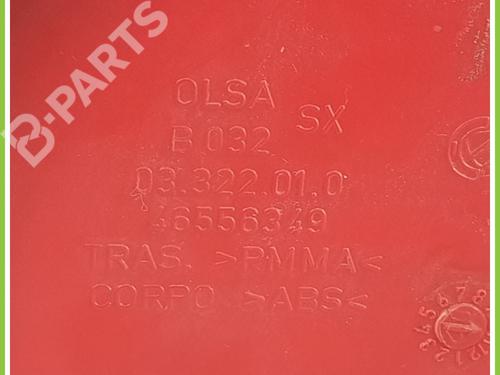 B-PARTS
OLSA SX
B 032
03.322.01.0
46556349
TRAS. >PMMA<
CORPO >ABS<